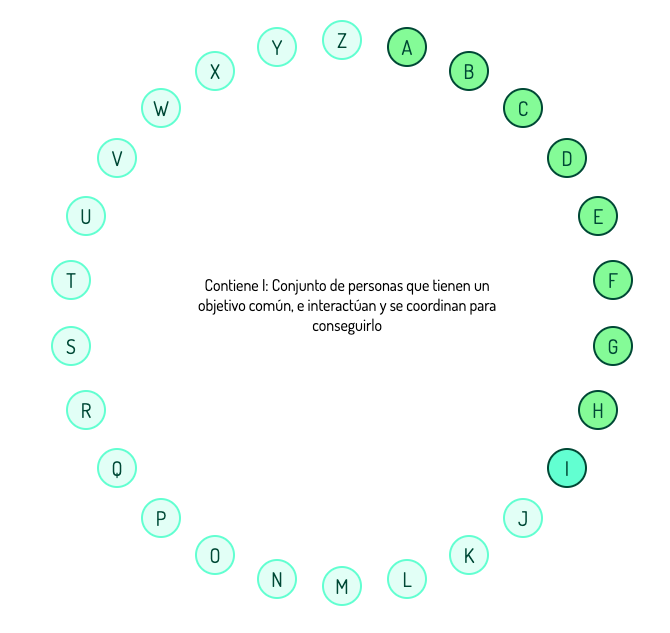 Z
A
B
C
D
E
F
G
H
I
J
K
L
M
N
O
P
Q
R
S
T
U
V
W
X
Y
Contiene I: Conjunto de personas que tienen un
objetivo común, e interactúan y se coordinan para
conseguirlo